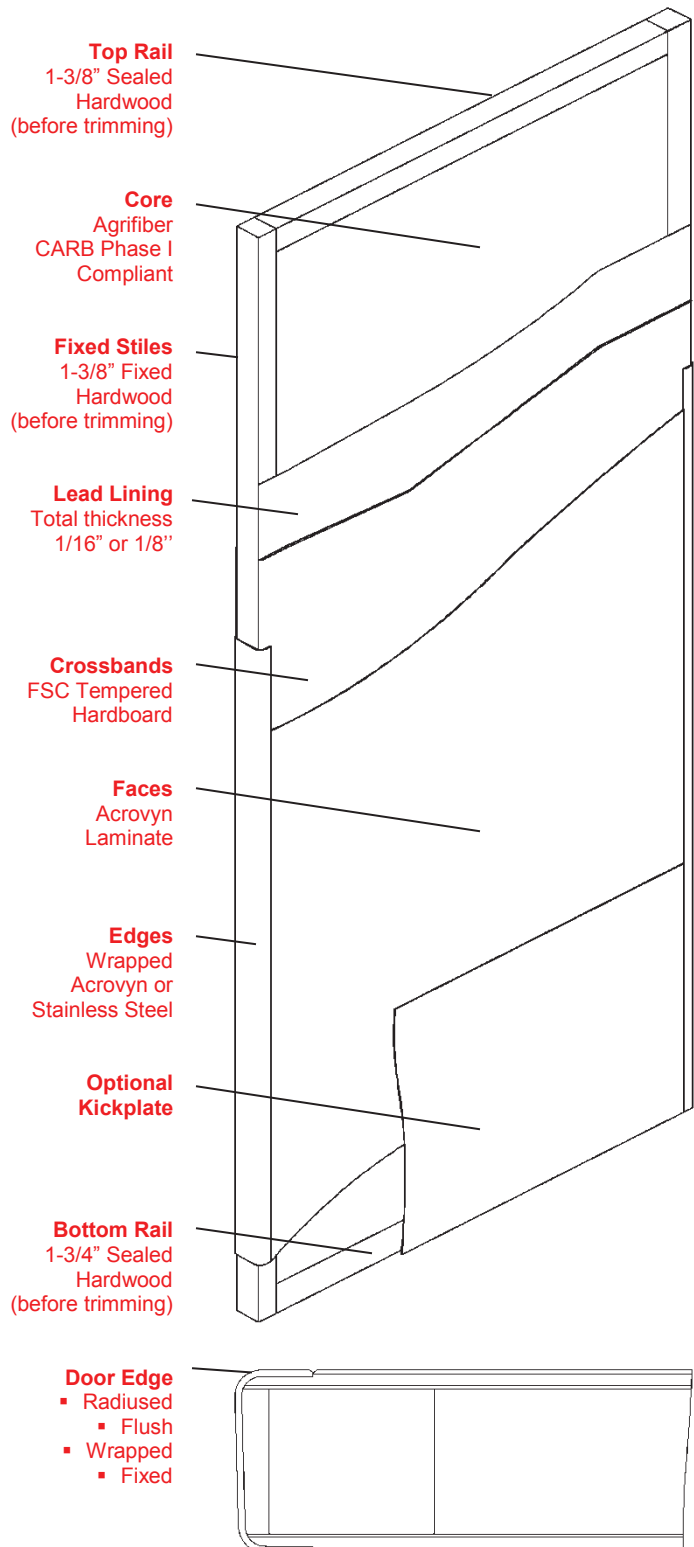 Top Rail
1-3/8” Sealed
Hardwood
(before trimming)
Core
Agrifiber
CARB Phase I
Compliant
Fixed Stiles
1-3/8” Fixed
Hardwood
(before trimming)
Lead Lining
Total thickness
1/16” or 1/8’’
Crossbands
FSC Tempered
Hardboard
Faces
Acrovyn
Laminate
Edges
Wrapped
Acrovyn or
Stainless Steel
Optional
Kickplate
Bottom Rail
1-3/4” Sealed
Hardwood
(before trimming)
Door Edge
▪ Radiused
▪ Flush
▪ Wrapped
▪ Fixed